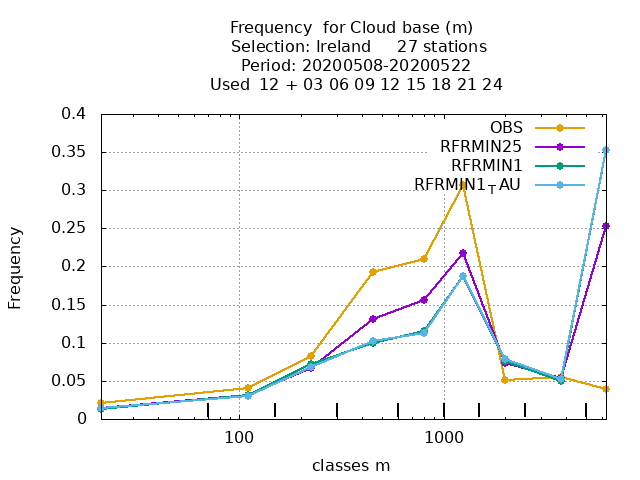 Frequency  for Cloud base (m)
Selection: Ireland     27 stations
Period: 20200508-20200522
Used  12 + 03 06 09 12 15 18 21 24
0.4
0.35
0.3
0.25
0.2
0.15
0.1
0.05
0
Frequency
OBS
RFRMIN25
RFRMIN1
RFRMIN1_TAU
100
1000
classes m